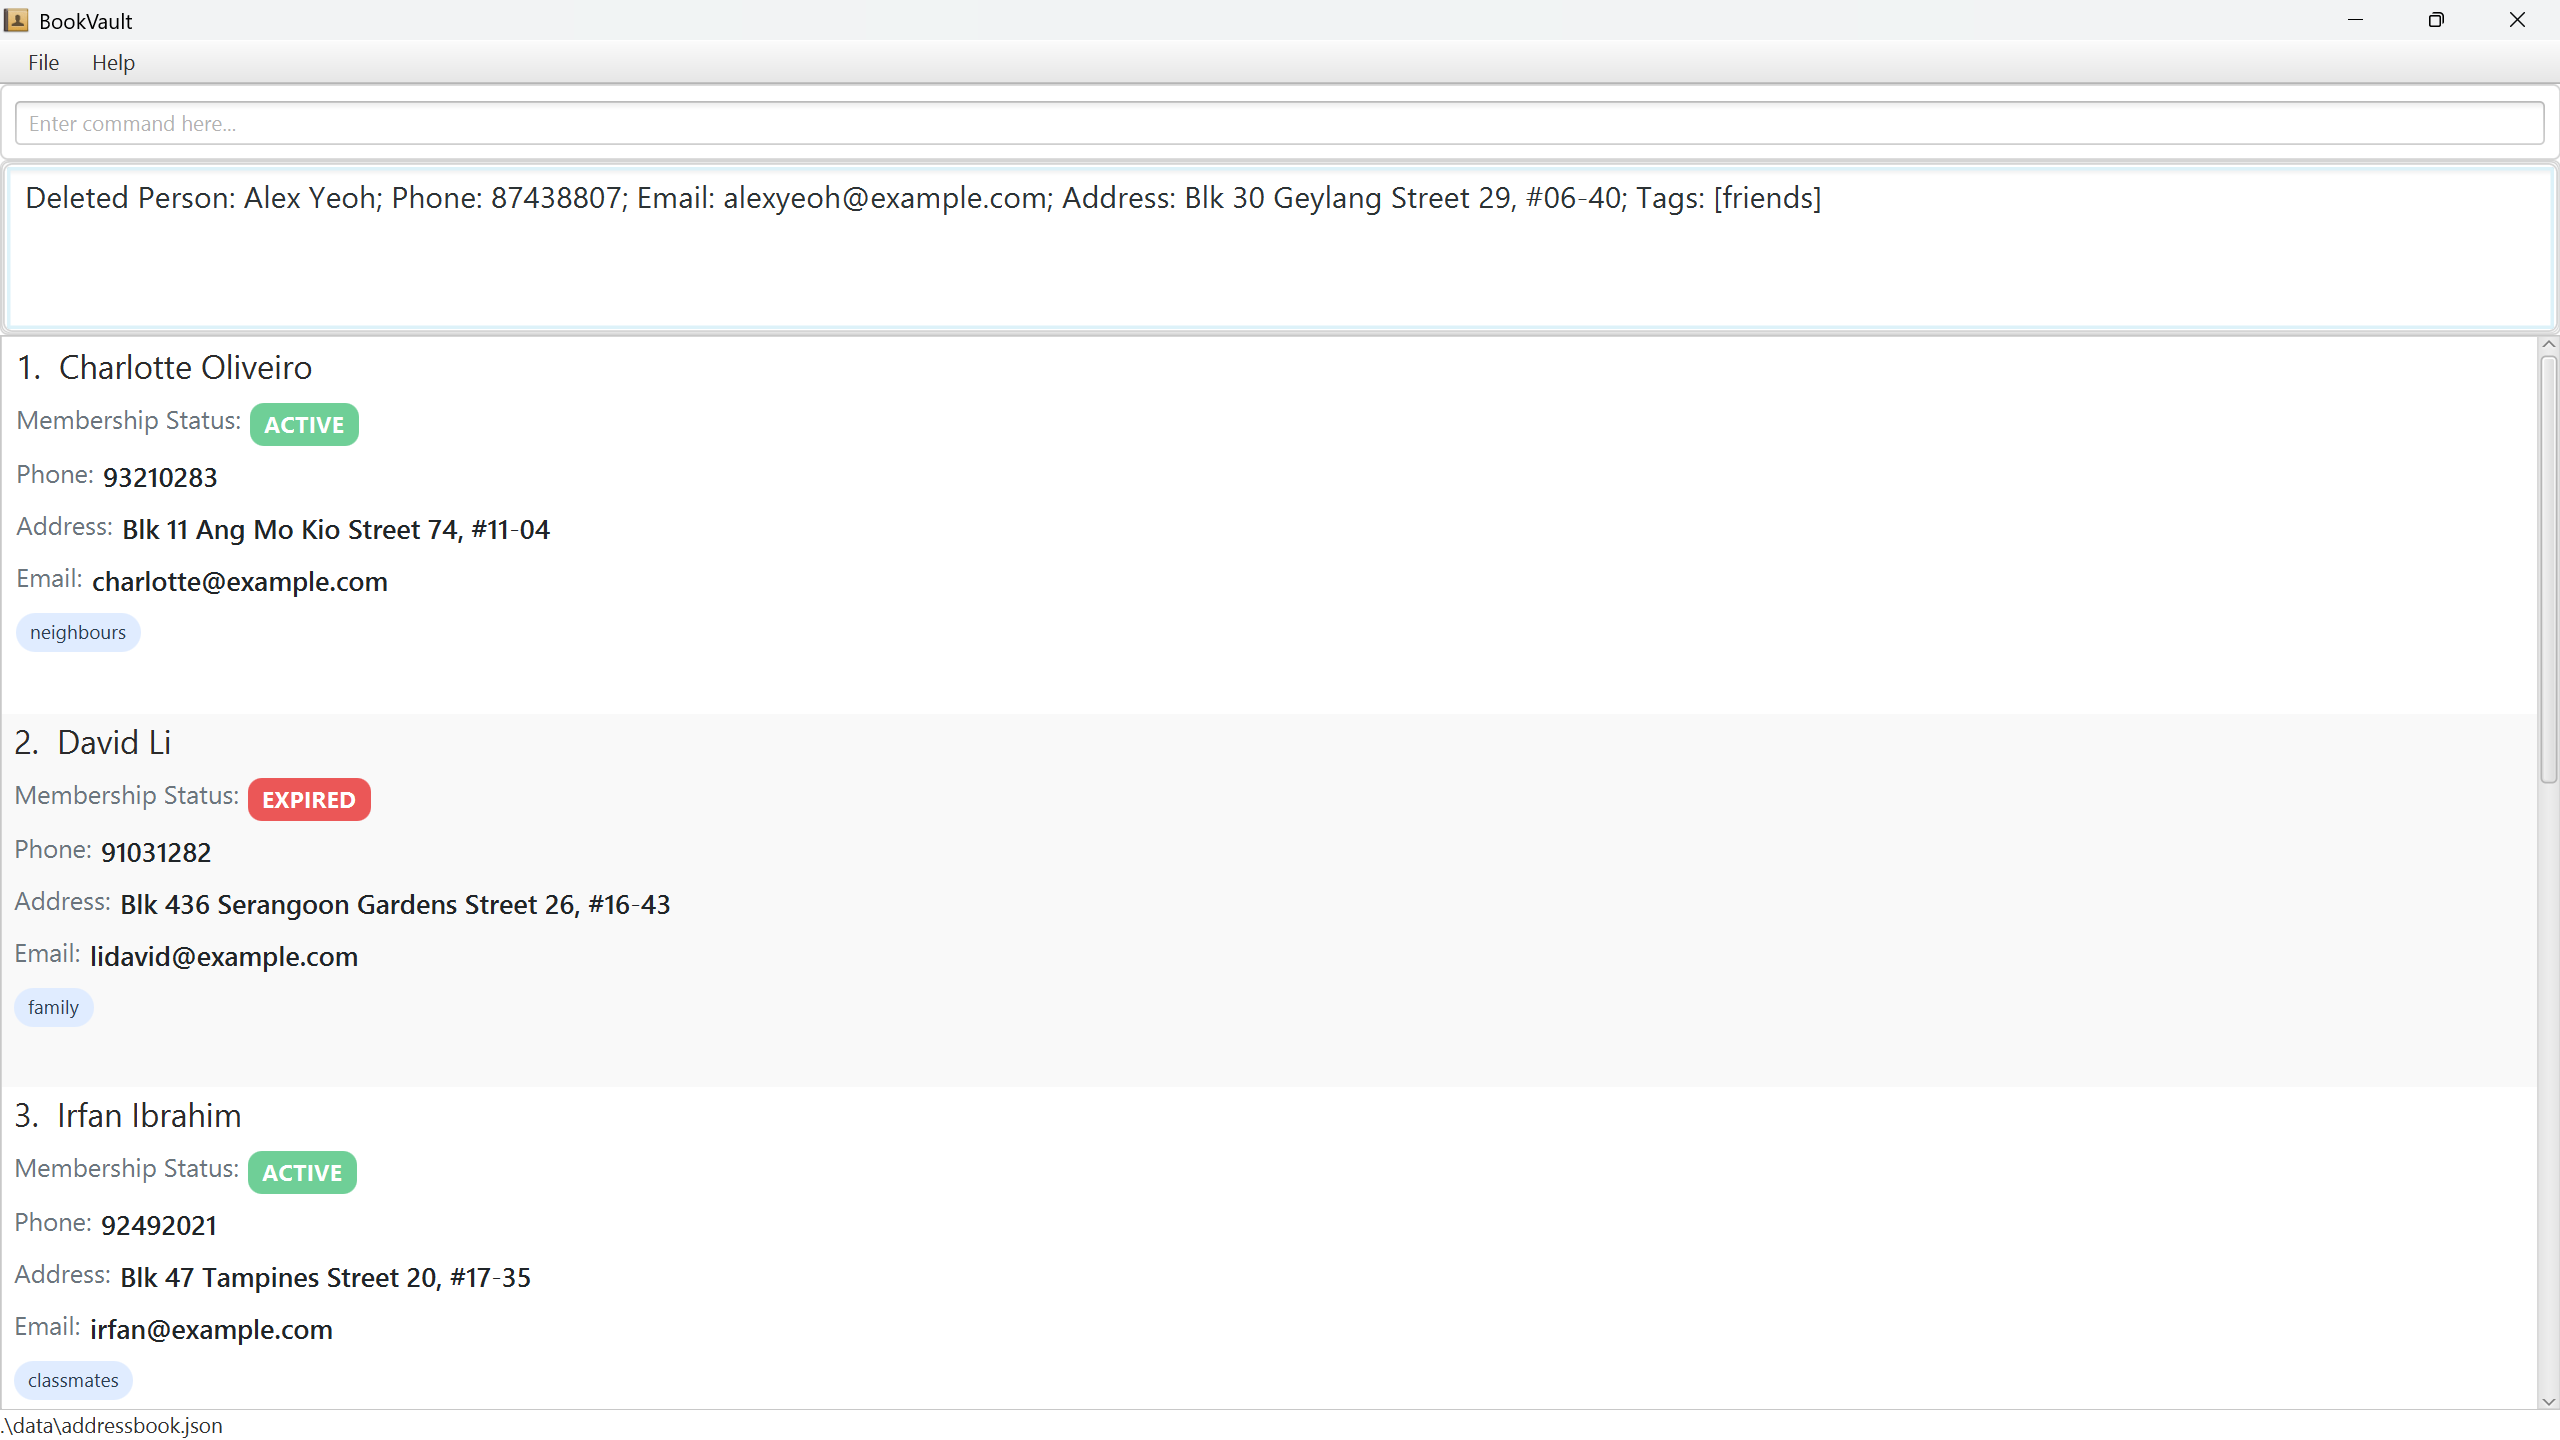 BookVault
File Help
Enter command here...
Deleted Person: Alex Yeoh; Phone: 87438807; Email: alexyeoh@example.com; Address: Blk 30 Geylang Street 29, #06-40; Tags: [friends]
1. Charlotte Oliveiro
Membership Status: ACTIVE
Phone: 93210283
Address: Blk 11 Ang Mo Kio Street 74, #11-04
Email: charlotte@example.com
neighbours
2. David Li
Membership Status: EXPIRED
Phone: 91031282
Address: Blk 436 Serangoon Gardens Street 26, #16-43
Email: lidavid@example.com
family
3. Irfan Ibrahim
Membership Status: ACTIVE
Phone: 92492021
Address: Blk 47 Tampines Street 20, #17-35
Email: irfan@example.com
classmates
.\data\addressbook.json